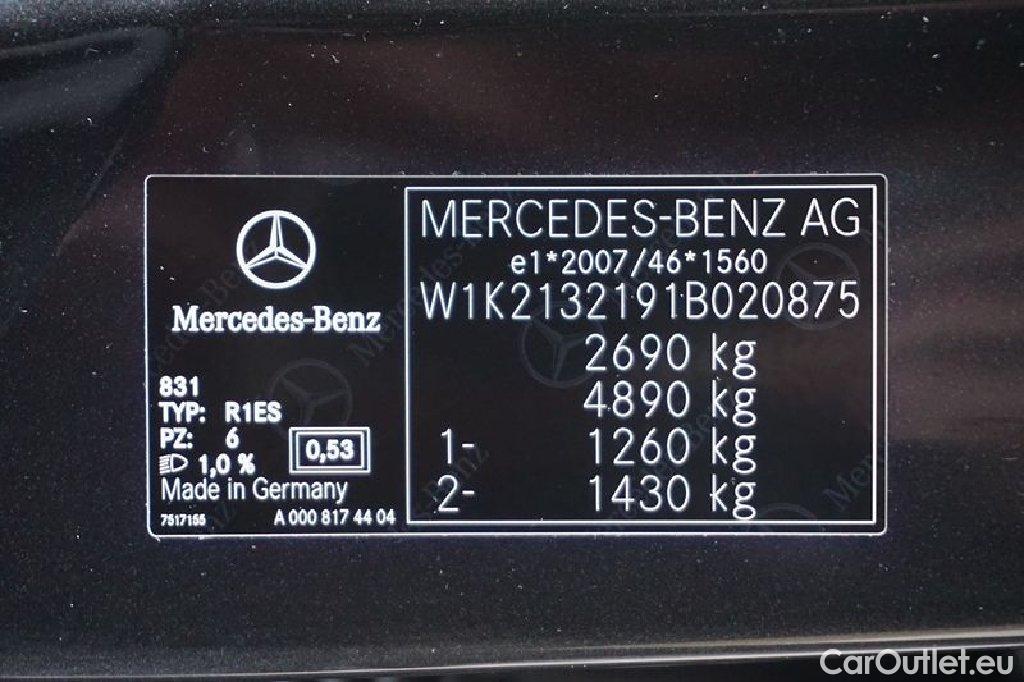 Mercedes-Benz
831
TYP: R1ES
PZ: 6
1,0 %
0,53
Made in Germany
7517155
A 000 817 44 04
MERCEDES-BENZ AG
e1*2007/46*1560
W1K2132191B020875
2690 kg
4890 kg
1- 1260 kg
2- 1430 kg
CarOutlet.eu